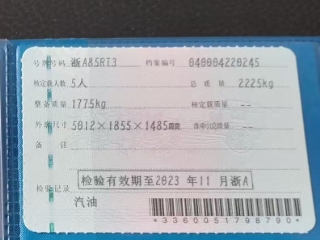 号牌号码 浙A85RT3 档案编号 040004220245
核定载人数 5人 总质量 2225kg
整备质量 1775kg 核定载质量 --
外廓尺寸 5012×1855×1485mm 准牵引总质量 --
备注
检验有效期至2023年11月浙A
检验记录
汽油
*3360051798790*